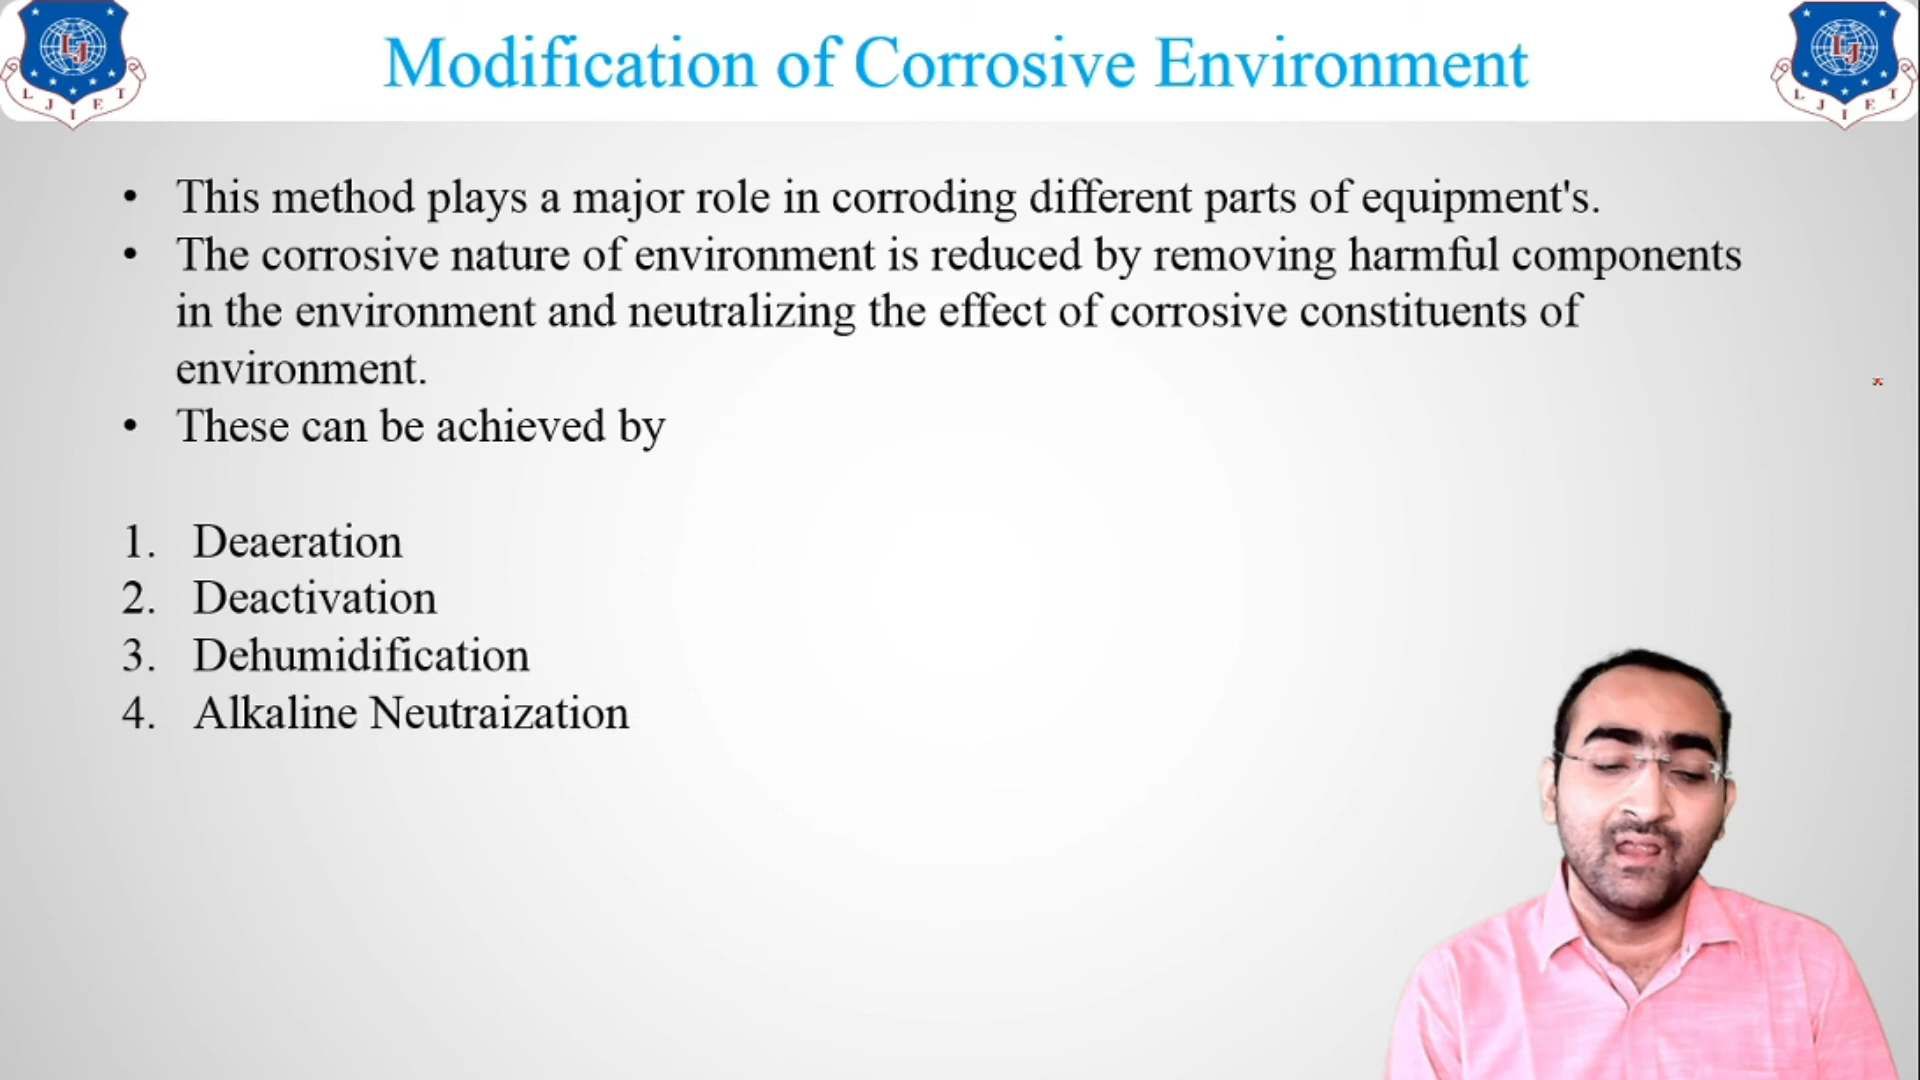 Modification of Corrosive Environment
L J I E T
L J I E T
• This method plays a major role in corroding different parts of equipment's.
• The corrosive nature of environment is reduced by removing harmful components
in the environment and neutralizing the effect of corrosive constituents of
environment.
• These can be achieved by
1. Deaeration
2. Deactivation
3. Dehumidification
4. Alkaline Neutraization